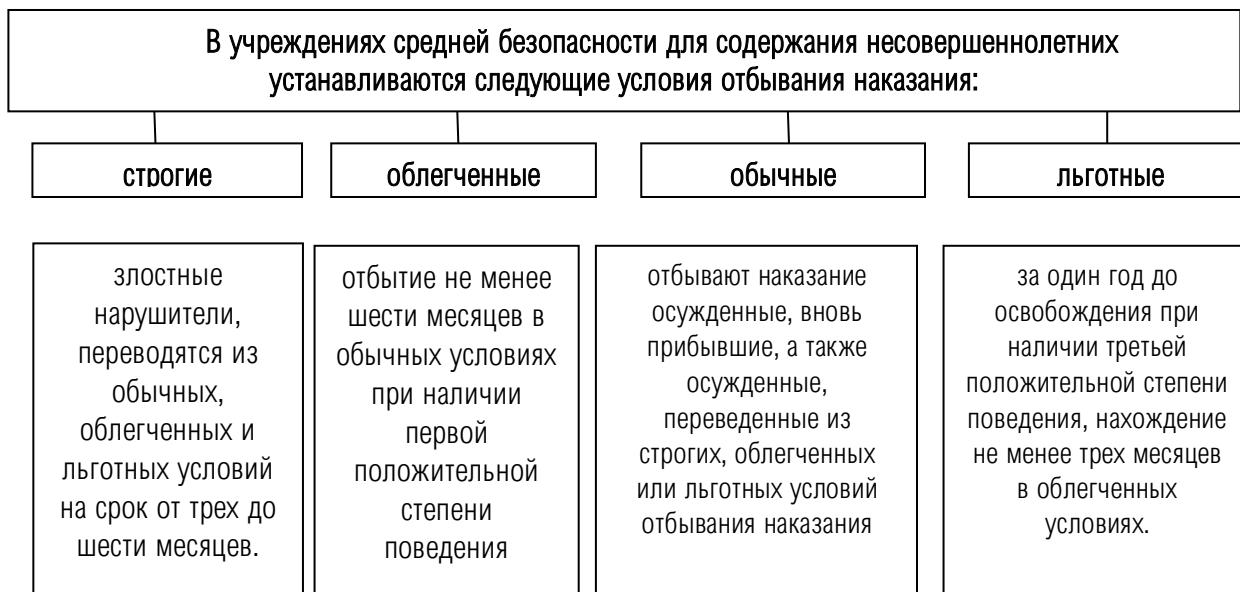 В учреждениях средней безопасности для содержания несовершеннолетних
устанавливаются следующие условия отбывания наказания:
строгие
облегченные
обычные
льготные
злостные
нарушители,
переводятся из
обычных,
облегченных и
льготных условий
на срок от трех до
шести месяцев.
отбытие не менее
шести месяцев в
обычных условиях
при наличии
первой
положительной
степени
поведения
отбывают наказание
осужденные, вновь
прибывшие, а также
осужденные,
переведенные из
строгих, облегченных
или льготных условий
отбывания наказания
за один год до
освобождения при
наличии третьей
положительной степени
поведения, нахождение
не менее трех месяцев
в облегченных
условиях.